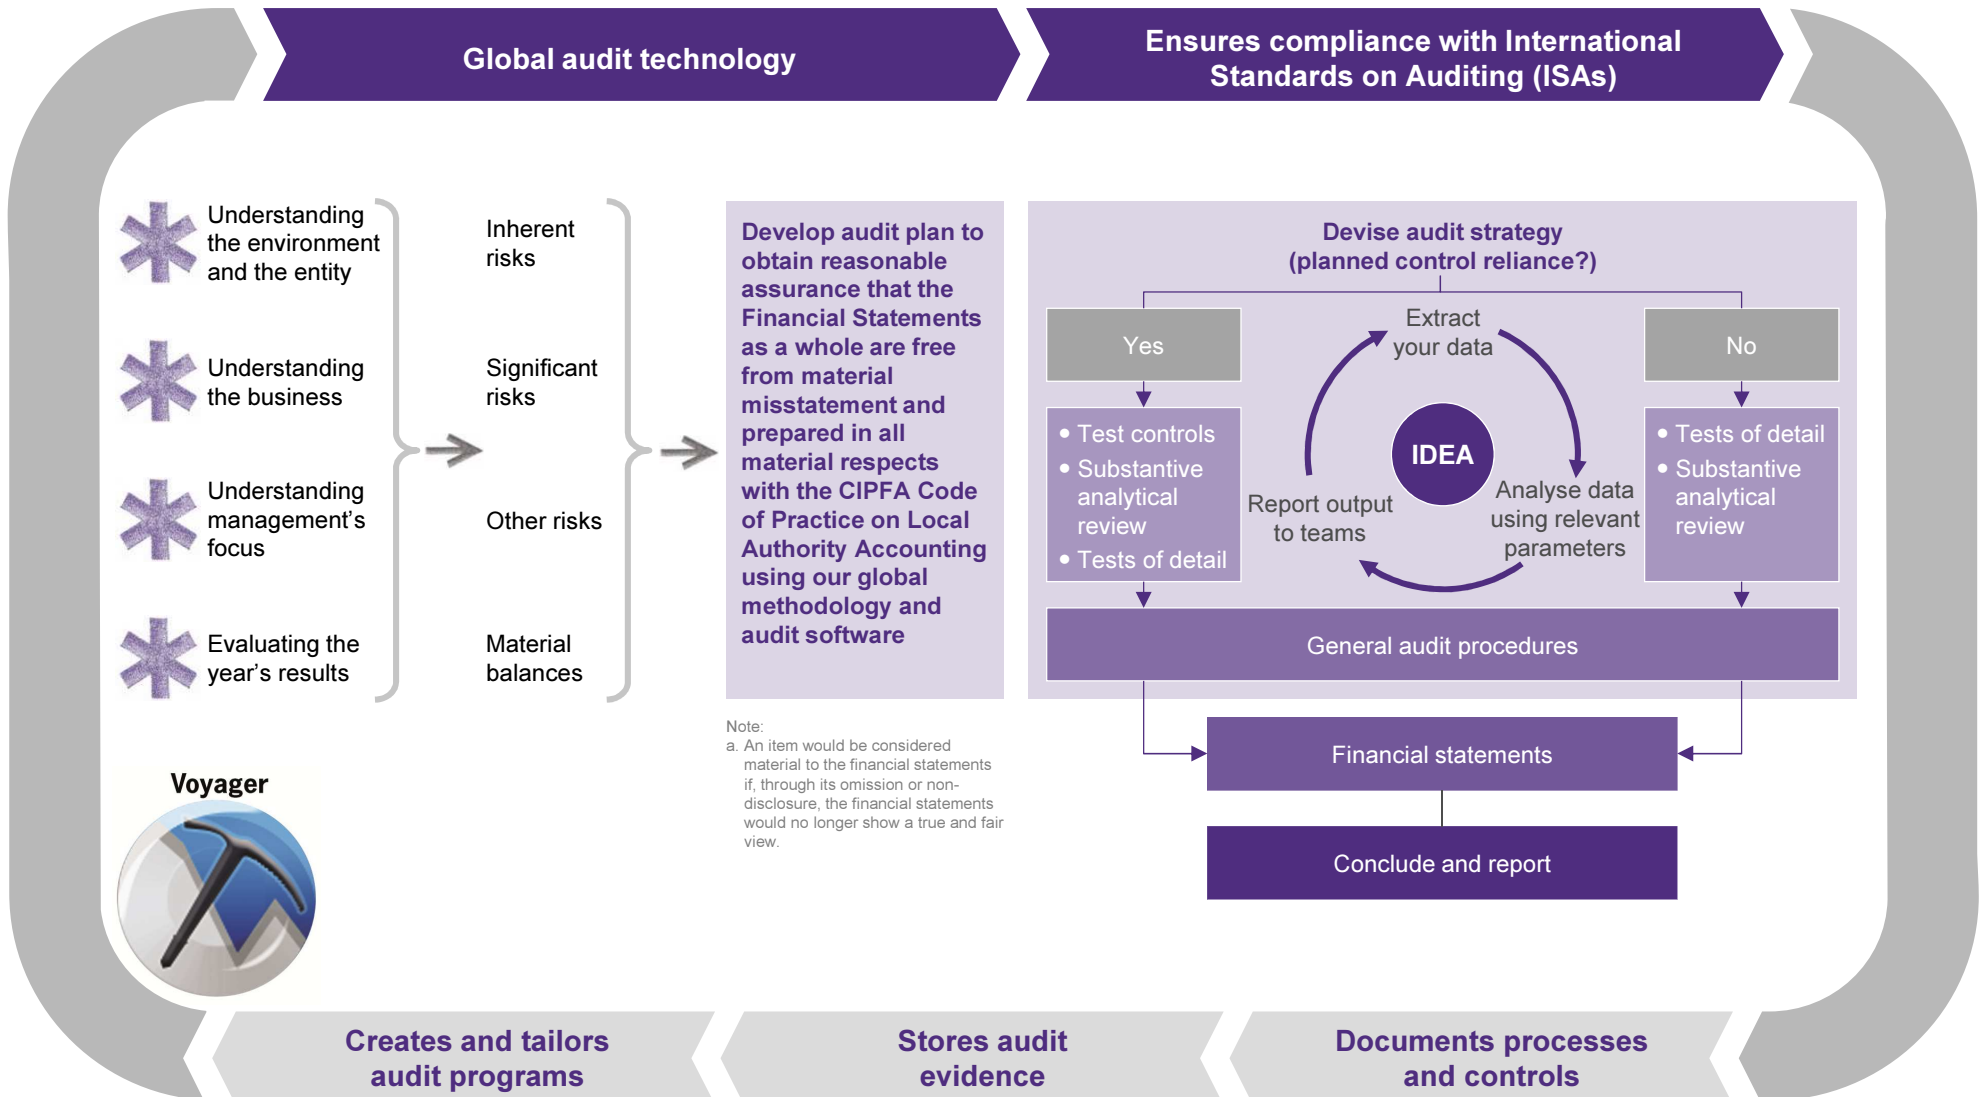 Global audit technology
Ensures compliance with International
Standards on Auditing (ISAs)
Understanding
the environment
and the entity
Understanding
the business
Understanding
management's
focus
Evaluating the
year's results
Inherent
risks
Significant
risks
Other risks
Material
balances
Develop audit plan to
obtain reasonable
assurance that the
Financial Statements
as a whole are free
from material
misstatement and
prepared in all
material respects
with the CIPFA Code
of Practice on Local
Authority Accounting
using our global
methodology and
audit software
Note:
a. An item would be considered
material to the financial statements
if, through its omission or non-
disclosure, the financial statements
would no longer show a true and fair
view.
Devise audit strategy
(planned control reliance?)
Yes
• Test controls
• Substantive
analytical
review
• Tests of detail
Extract
your data
IDEA
Analyse data
using relevant
parameters
Report output
to teams
No
• Tests of detail
• Substantive
analytical
review
General audit procedures
Financial statements
Conclude and report
Voyager
Creates and tailors
audit programs
Stores audit
evidence
Documents processes
and controls